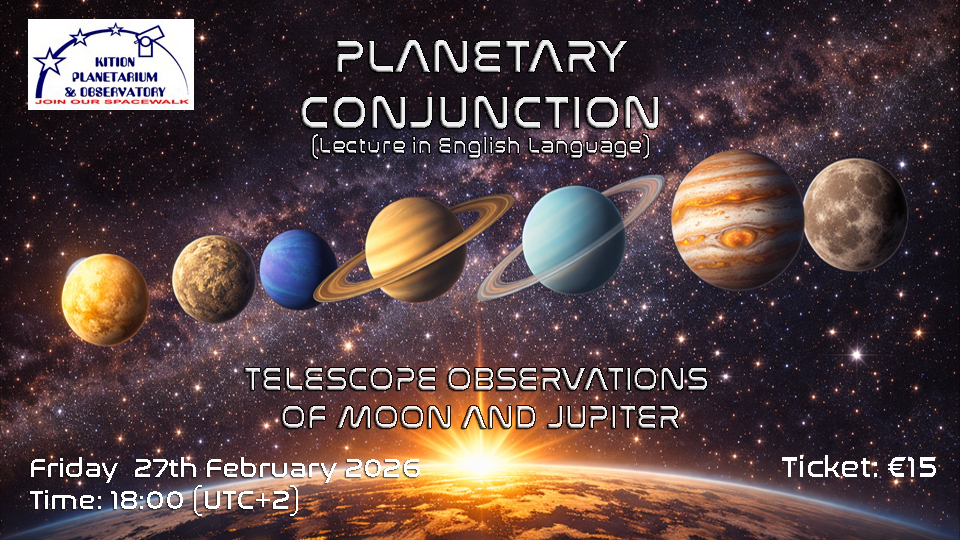 KITION
PLANETARIUM
& OBSERVATORY
JOIN OUR SPACEWALK
PLANETARY
CONJUNCTION
(Lecture in English Language)
TELESCOPE OBSERVATIONS
OF MOON AND JUPITER
Friday 27th February 2026
Time: 18:00 (UTC+2)
Ticket: €15